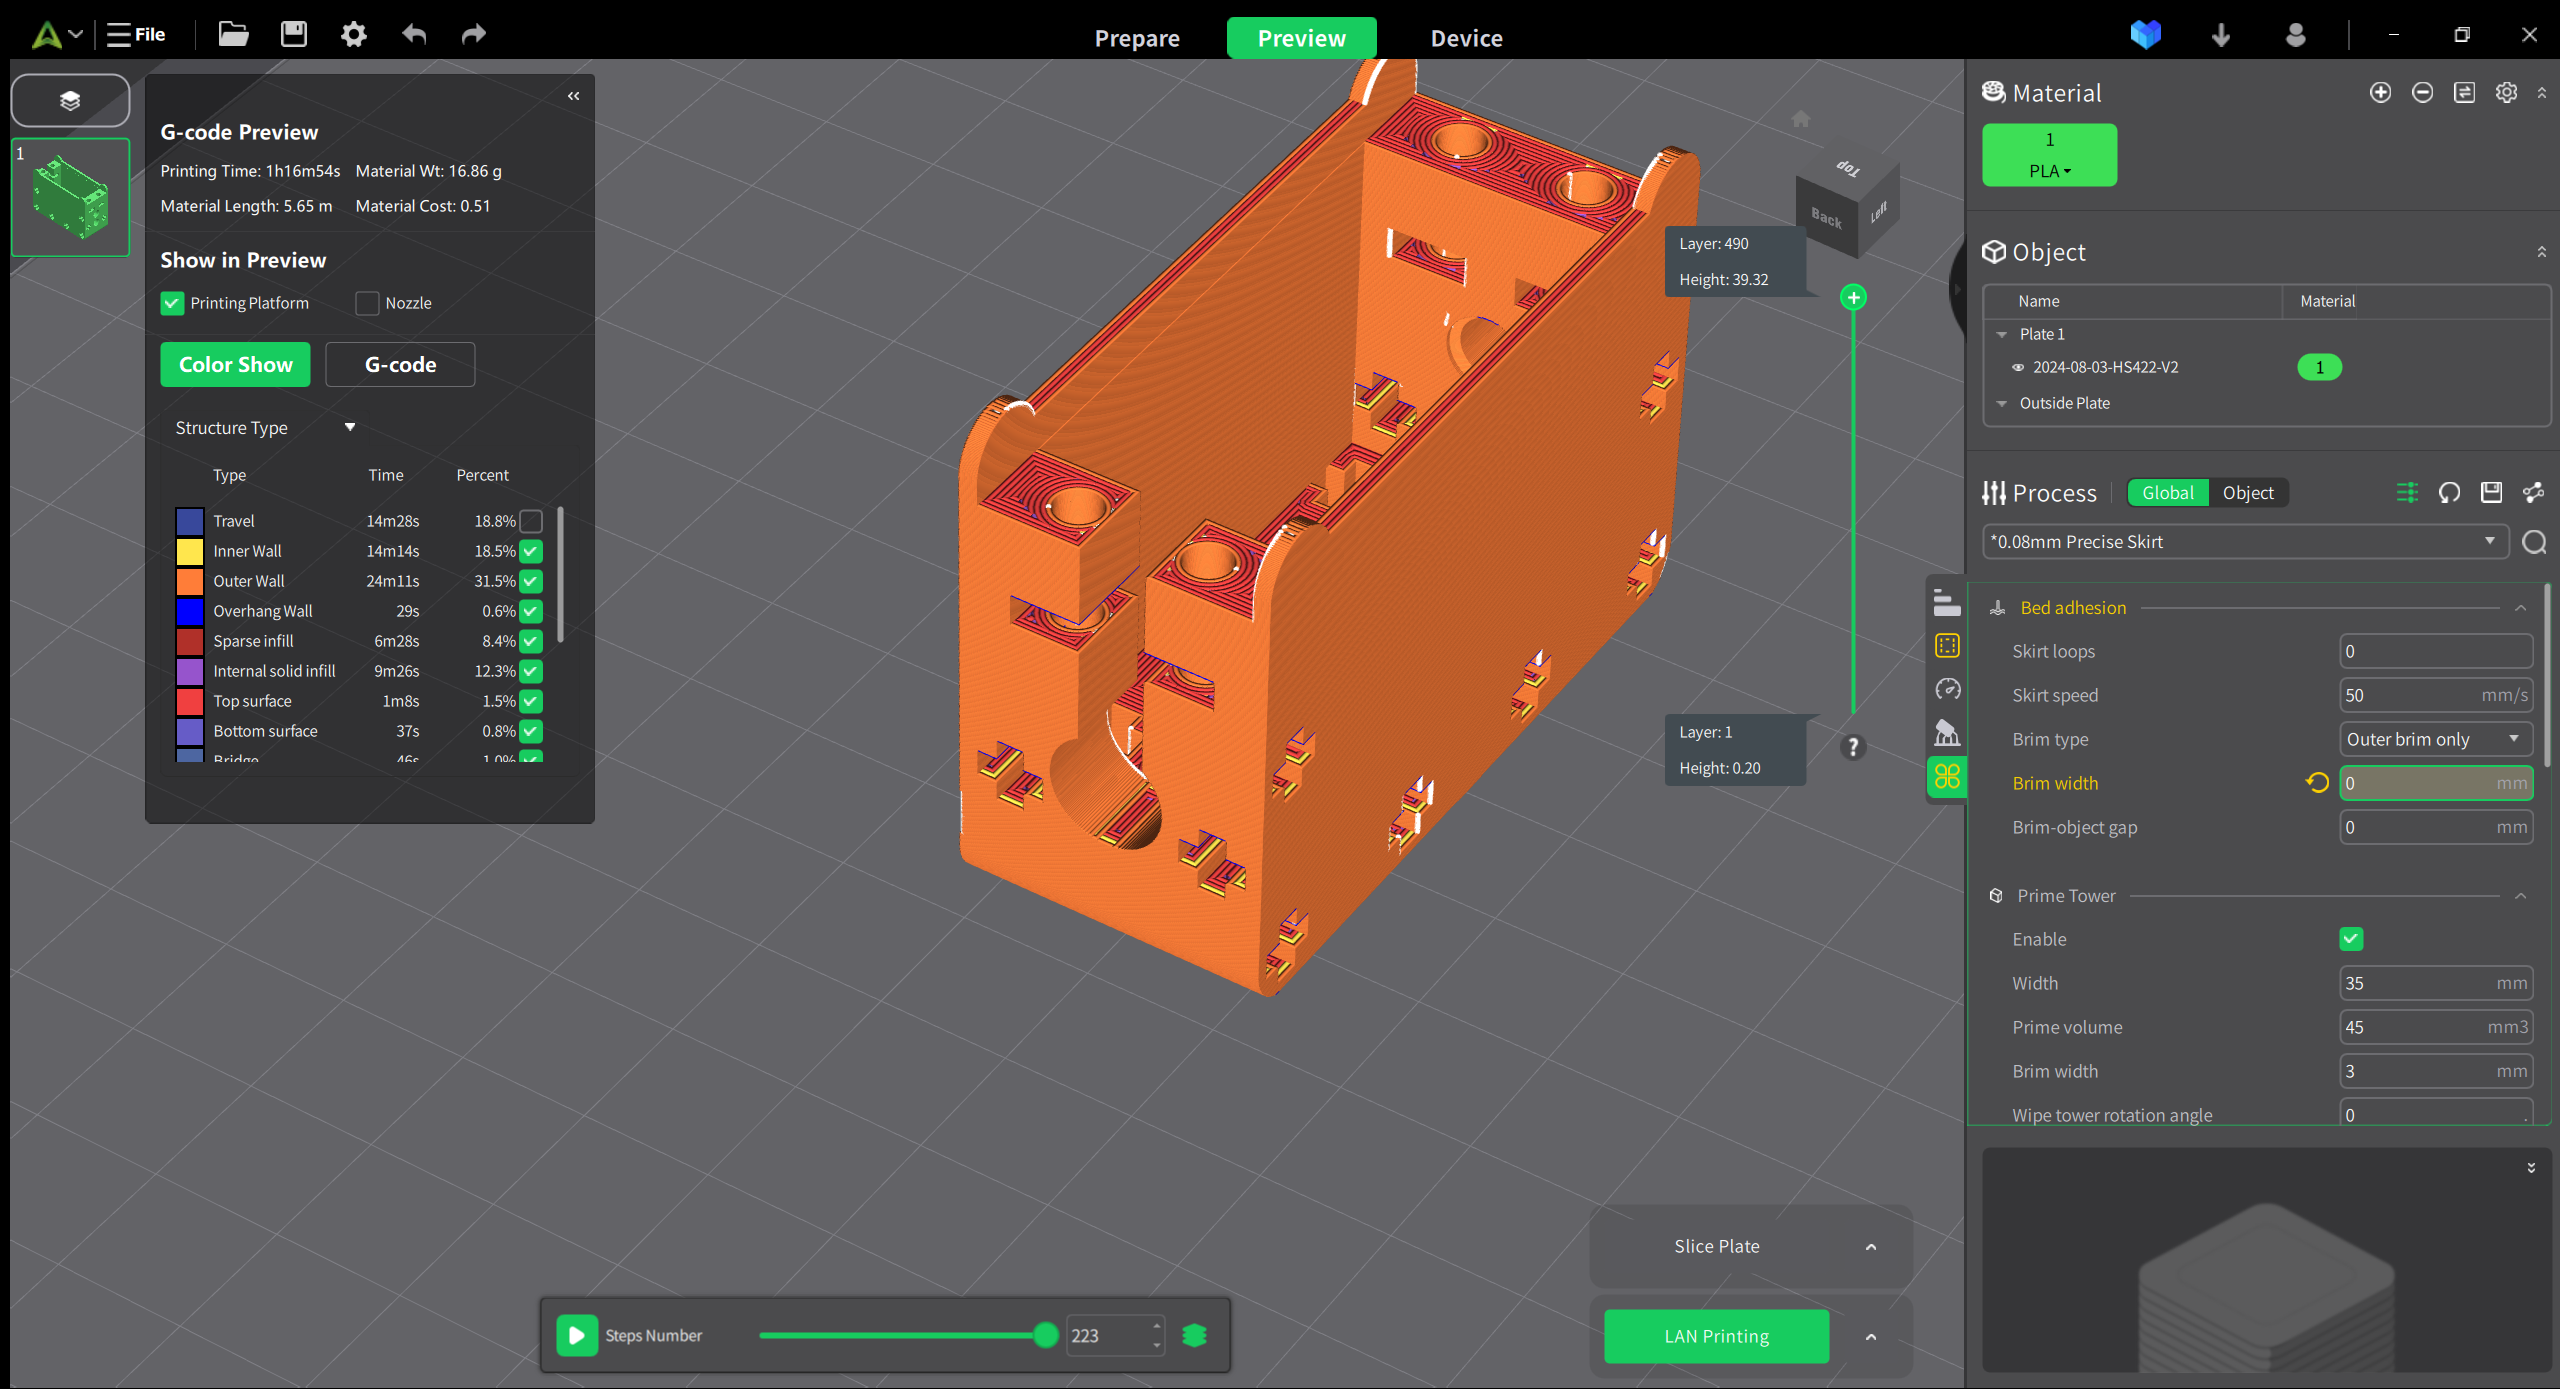 File
Prepare
Preview
Device
1
G-code Preview
Printing Time: 1h16m54s Material Wt: 16.86 g
Material Length: 5.65 m Material Cost: 0.51
Show in Preview
Printing Platform Nozzle
Color Show G-code
Structure Type
Type Time Percent
Travel 14m28s 18.8%
Inner Wall 14m14s 18.5%
Outer Wall 24m11s 31.5%
Overhang Wall 29s 0.6%
Sparse infill 6m28s 8.4%
Internal solid infill 9m26s 12.3%
Top surface 1m8s 1.5%
Bottom surface 37s 0.8%
Bridge 46s 1.0%
Top
Back
Left
Layer: 490
Height: 39.32
Layer: 1
Height: 0.20
?
Steps Number 223
Slice Plate
LAN Printing
Material
1
PLA
Object
Name Material
Plate 1
2024-08-03-HS422-V2 1
Outside Plate
Process Global Object
*0.08mm Precise Skirt
Bed adhesion
Skirt loops 0
Skirt speed 50 mm/s
Brim type Outer brim only
Brim width 0 mm
Brim-object gap 0 mm
Prime Tower
Enable
Width 35 mm
Prime volume 45 mm3
Brim width 3 mm
Wipe tower rotation angle 0